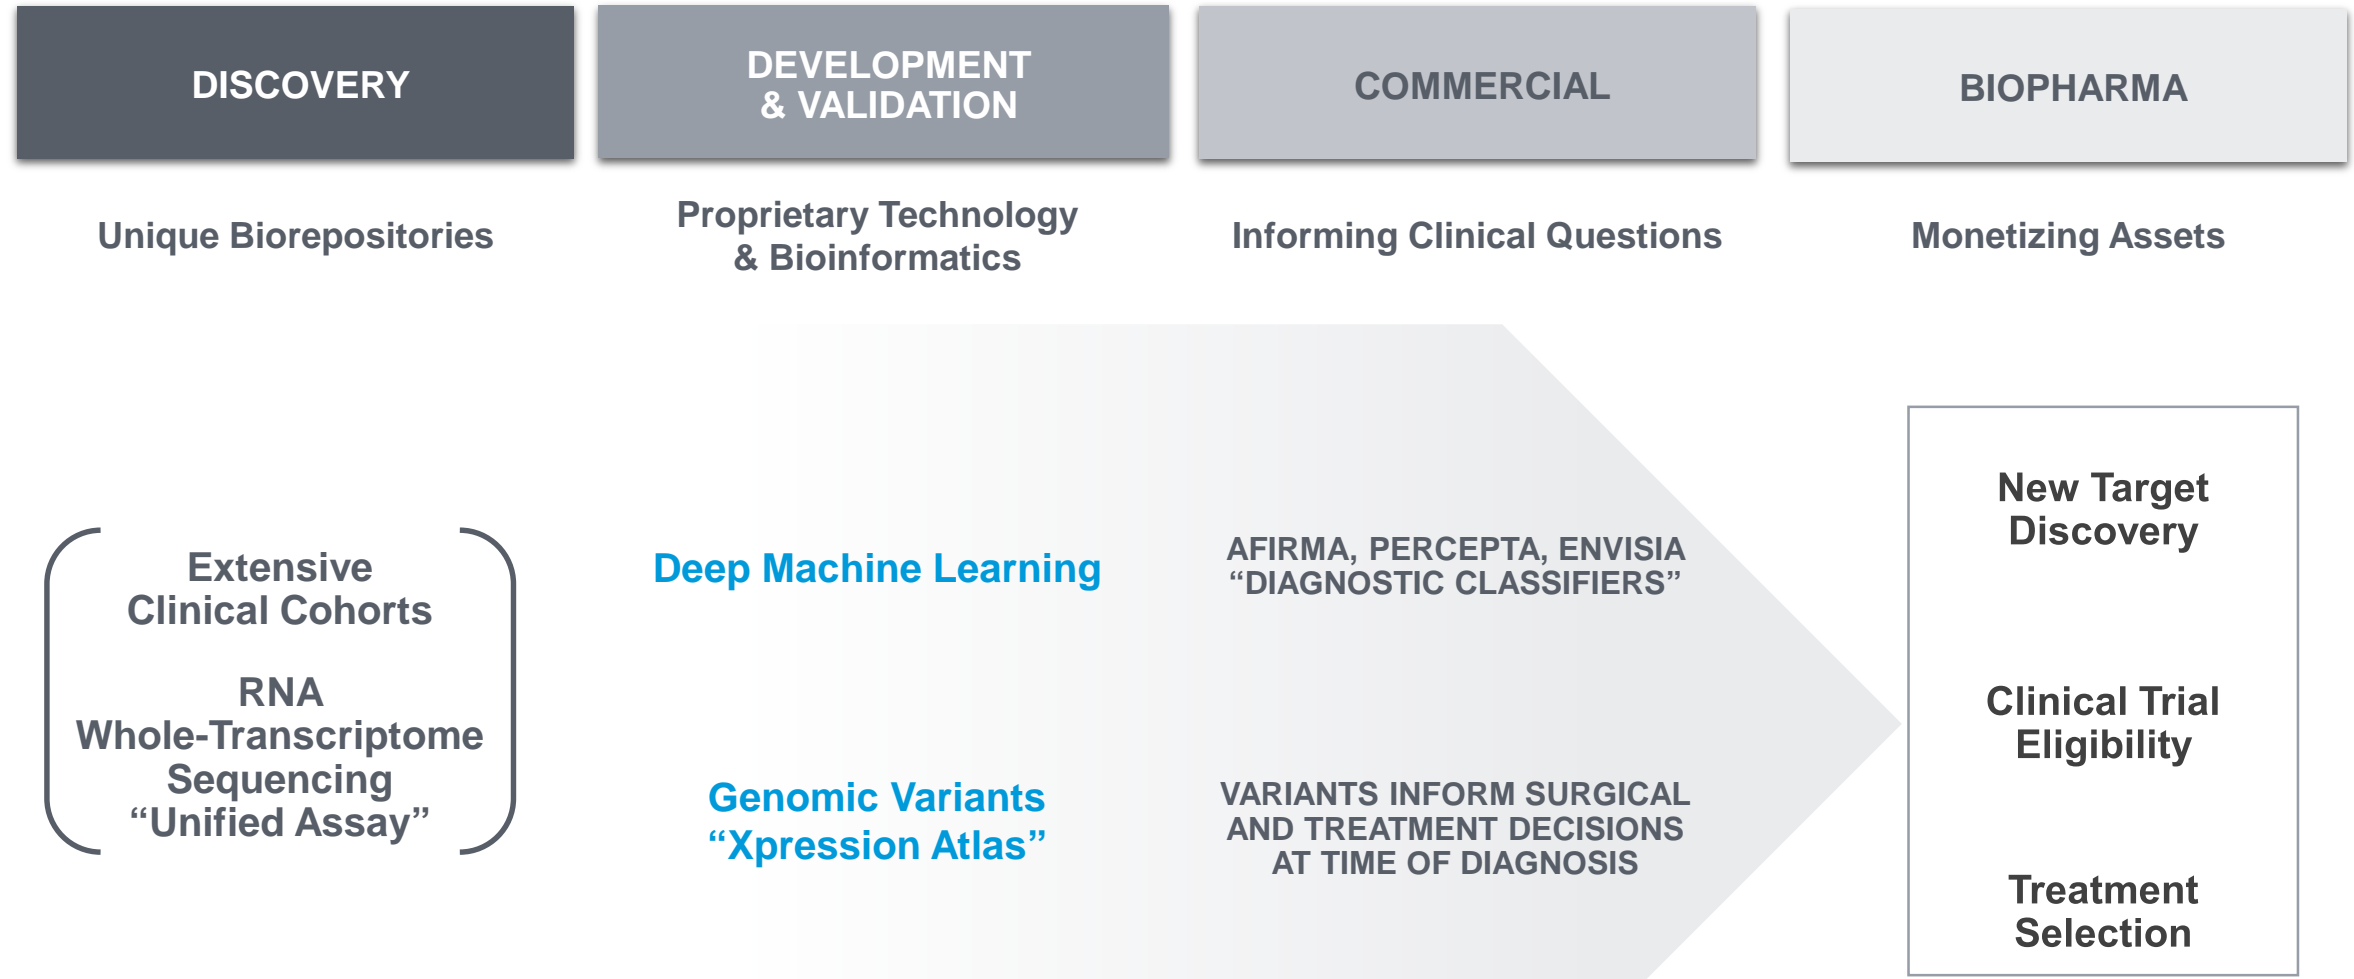 DISCOVERY
DEVELOPMENT
& VALIDATION
COMMERCIAL
BIOPHARMA
Unique Biorepositories
Proprietary Technology
& Bioinformatics
Informing Clinical Questions
Monetizing Assets
Extensive
Clinical Cohorts
RNA
Whole-Transcriptome
Sequencing
“Unified Assay”
Deep Machine Learning
Genomic Variants
“Xpression Atlas”
AFIRMA, PERCEPTA, ENVISIA
“DIAGNOSTIC CLASSIFIERS”
VARIANTS INFORM SURGICAL
AND TREATMENT DECISIONS
AT TIME OF DIAGNOSIS
New Target
Discovery
Clinical Trial
Eligibility
Treatment
Selection